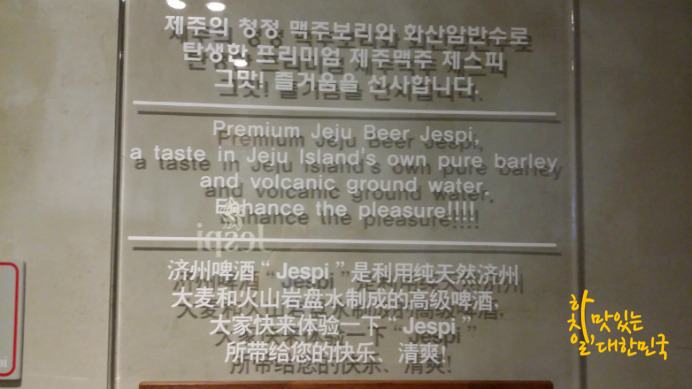 제주의 청정 맥주보리와 화산암반수로
탄생한 프리미엄 제주맥주 제스피
그맛! 즐거움을 선사합니다.
Premium Jeju Beer Jespi,
a taste in Jeju Island's own pure barley
and volcanic ground water.
Enhance the pleasure!!!!
Jespi
济州啤酒“ Jespi ”是利用纯天然济州
大麦和火山岩盘水制成的高级啤酒,
大家快来体验一下“ Jespi ”
所带给您的快乐、清爽!
맛있는
대한민국